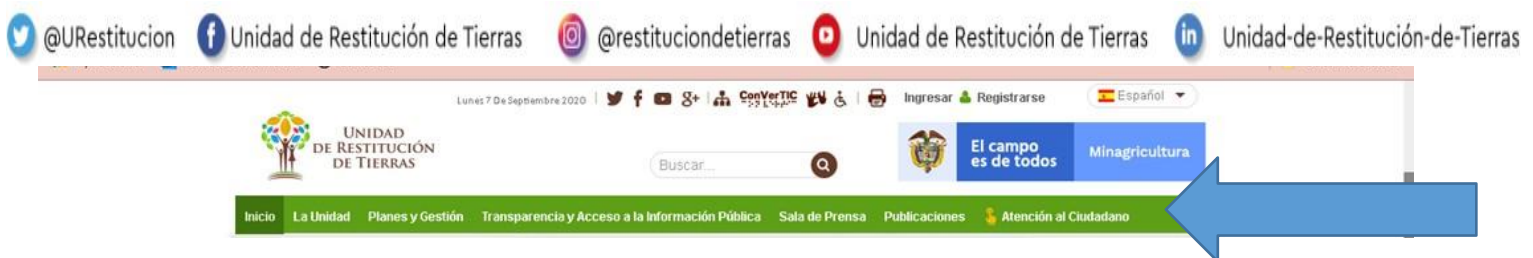 @URestitucion Unidad de Restitución de Tierras @restituciondetierras Unidad de Restitución de Tierras Unidad-de-Restitución-de-Tierras
Lunes 7 De Septiembre 2020 8+ ConVerTIC Ingresar Registrarse Español
UNIDAD
DE RESTITUCIÓN
DE TIERRAS
Buscar...
El campo
es de todos
Minagricultura
Inicio La Unidad Planes y Gestión Transparencia y Acceso a la Información Pública Sala de Prensa Publicaciones Atención al Ciudadano